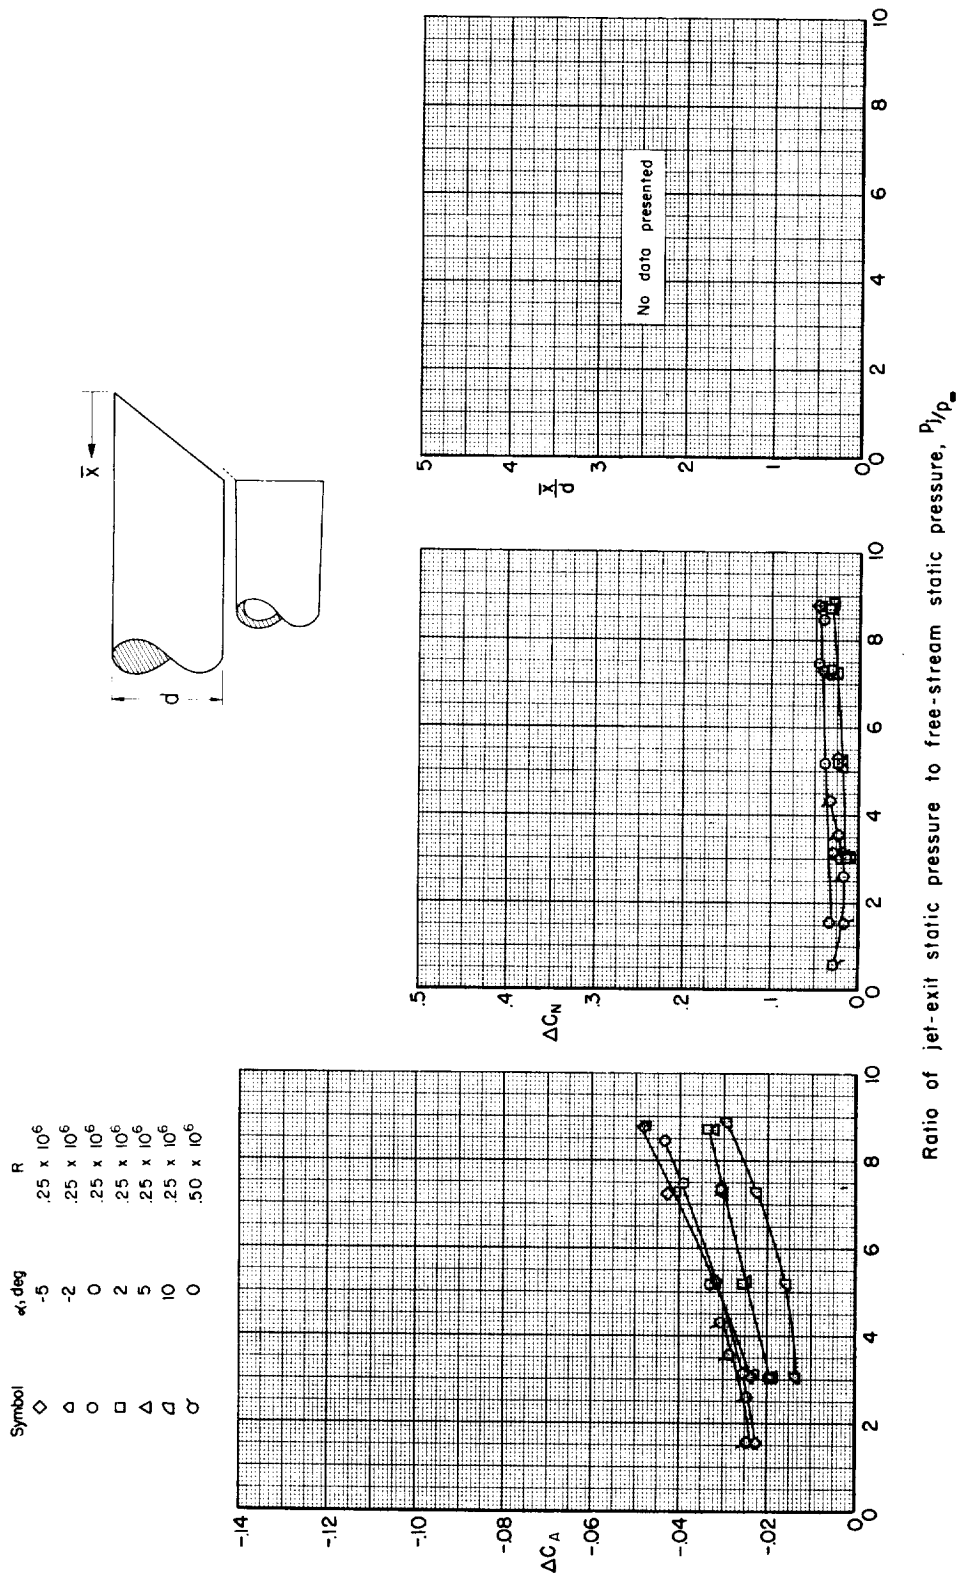 Symbol α, deg R
-5 .25 x 10⁶
-2 .25 x 10⁶
0 .25 x 10⁶
2 .25 x 10⁶
5 .25 x 10⁶
10 .25 x 10⁶
0 .50 x 10⁶
x̄
d
-.14
-.10
-.06
-.04
-.02
0
ΔC_A
0 2 4 6 8 10
.5
.4
.3
.2
.1
0
ΔC_N
0 2 4 6 8 10
5
4
3
2
1
0
x̄/d
No data presented
0 2 4 6 8 10
Ratio of jet-exit static pressure to free-stream static pressure, p_j/p_∞